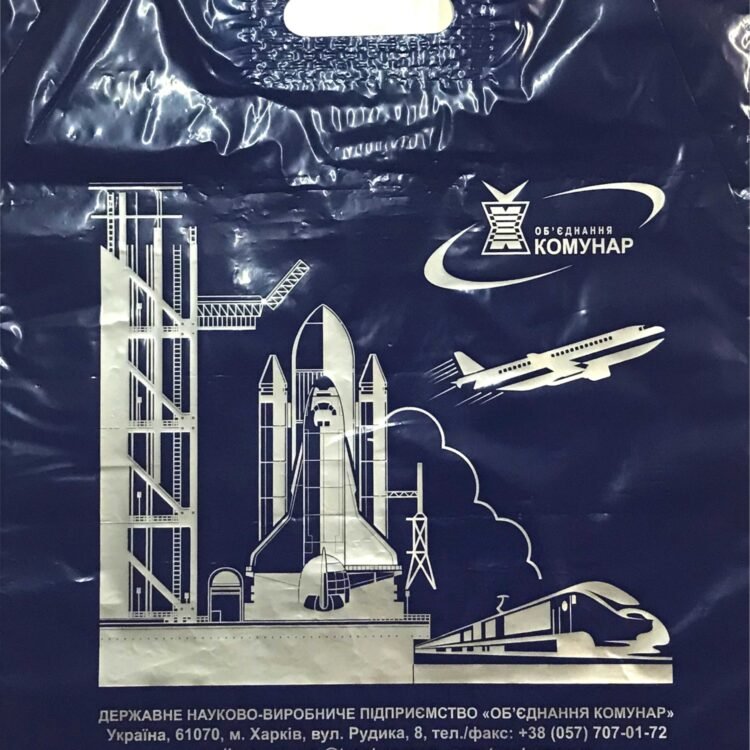 ОБ'ЄДНАННЯ
КОМУНАР
ДЕРЖАВНЕ НАУКОВО-ВИРОБНИЧЕ ПІДПРИЄМСТВО «ОБ'ЄДНАННЯ КОМУНАР»
Україна, 61070, м. Харків, вул. Рудика, 8, тел./факс: +38 (057) 707-01-72